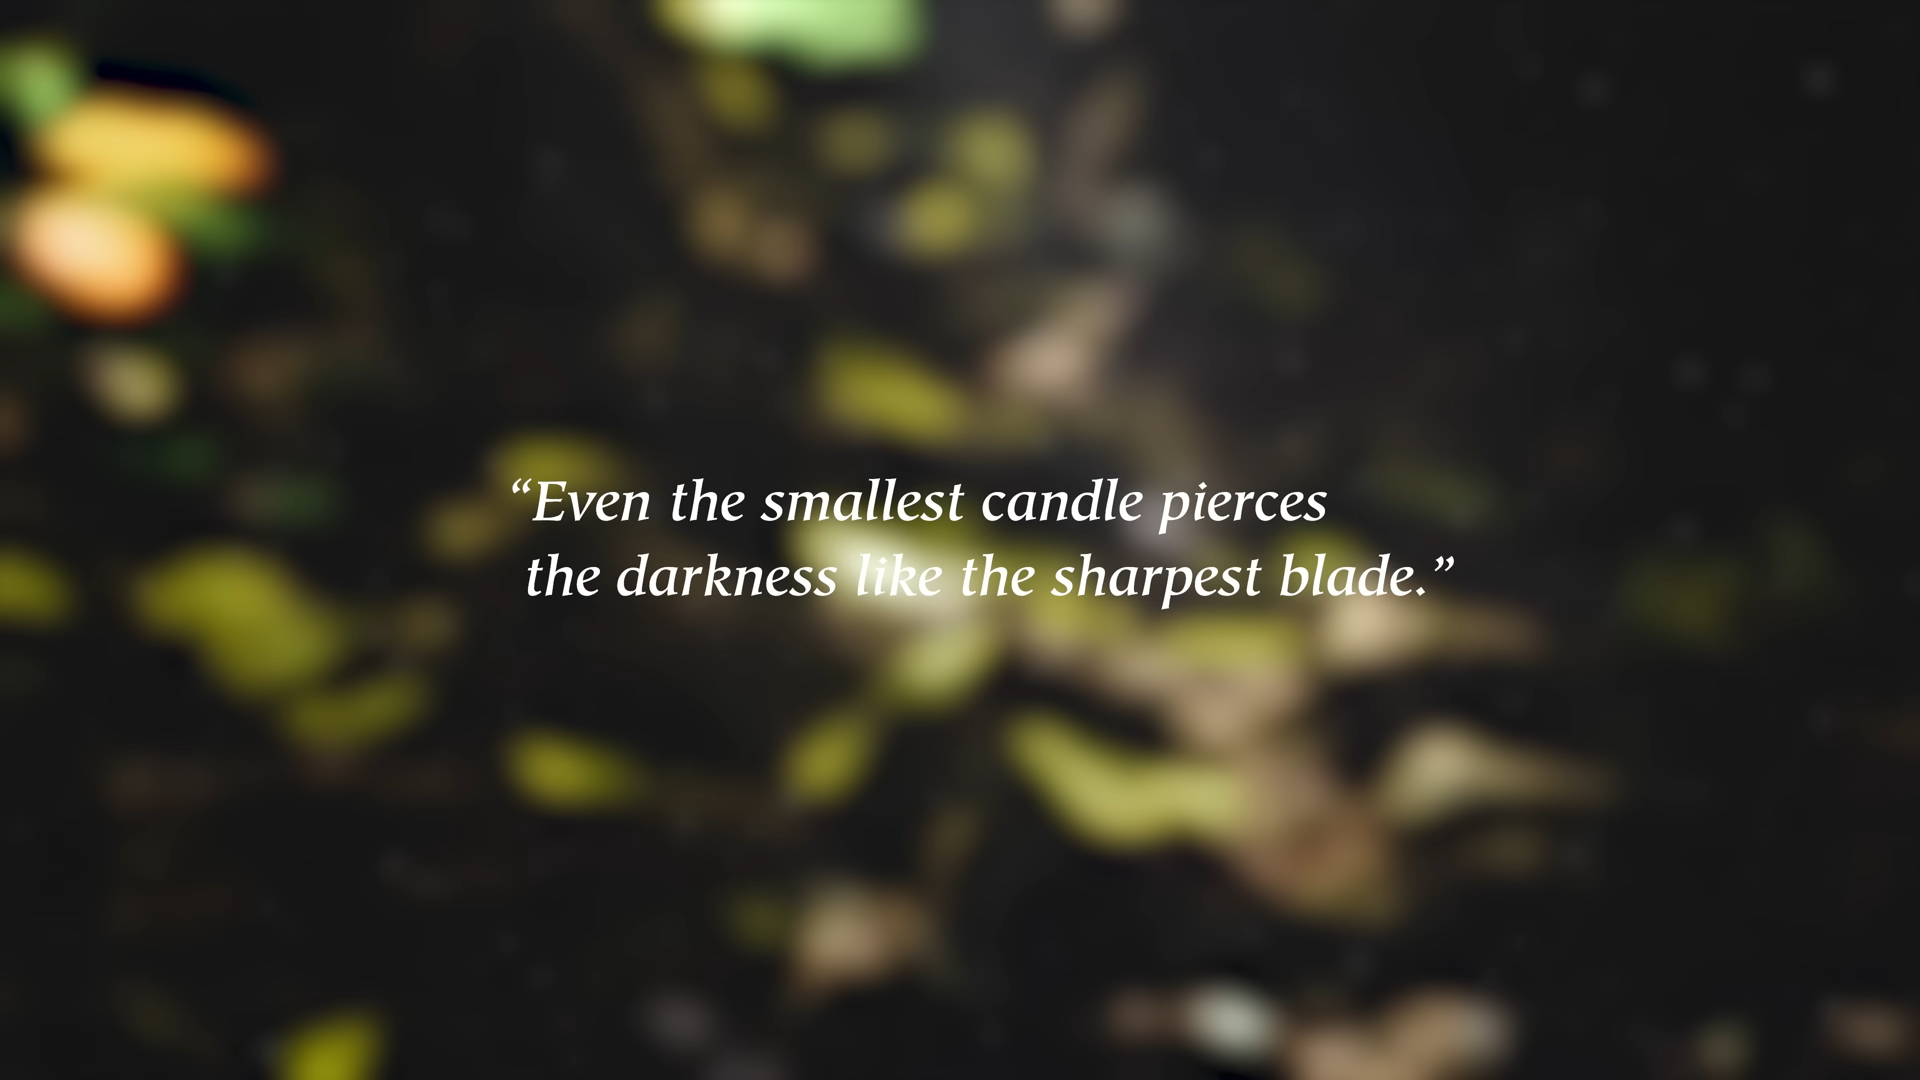 “Even the smallest candle pierces
the darkness like the sharpest blade.”